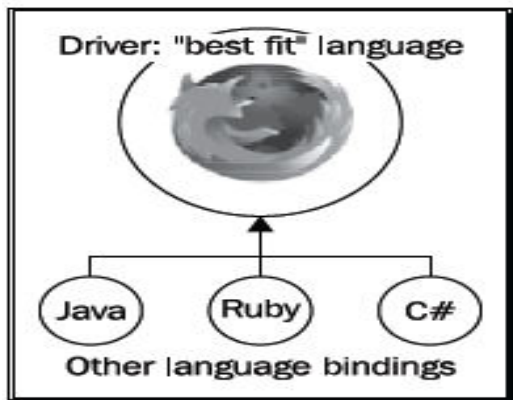 Driver: "best fit" language
Java Ruby C#
Other language bindings